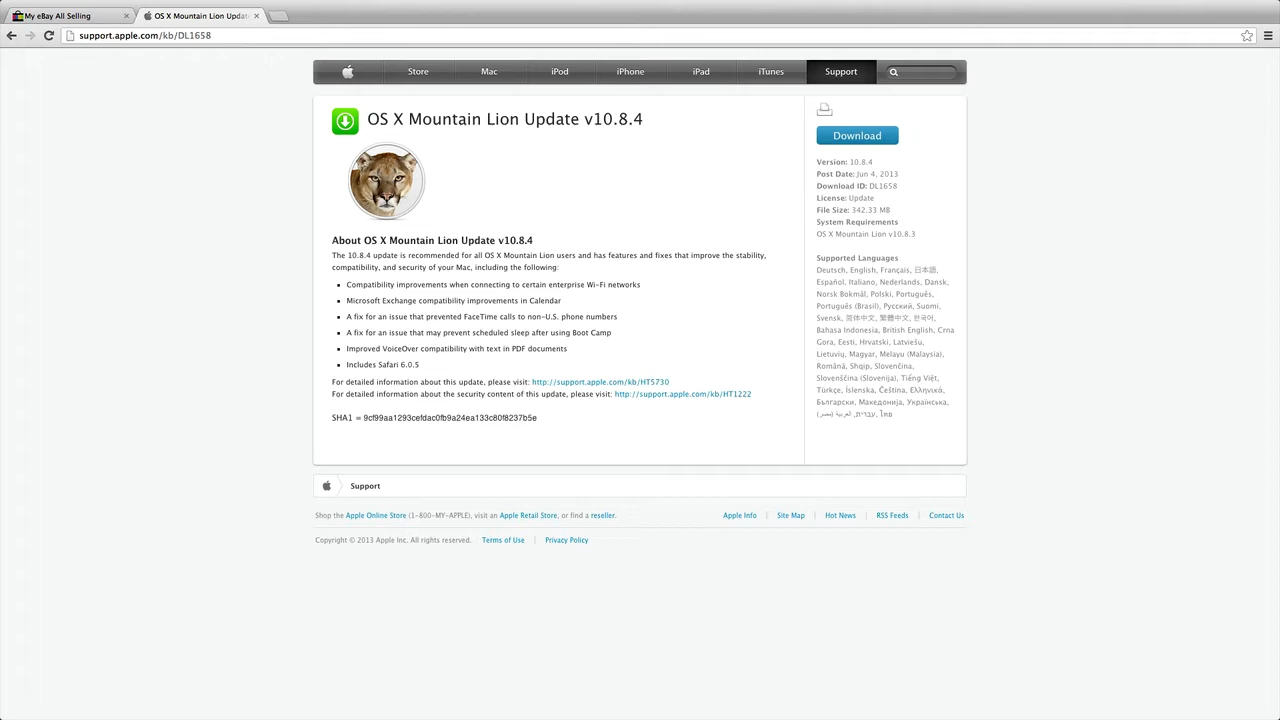 My eBay All Selling
OS X Mountain Lion Updat
support.apple.com/kb/DL1658
Store Mac iPod iPhone iPad iTunes Support
OS X Mountain Lion Update v10.8.4
About OS X Mountain Lion Update v10.8.4
The 10.8.4 update is recommended for all OS X Mountain Lion users and has features and fixes that improve the stability,
compatibility, and security of your Mac, including the following:
Compatibility improvements when connecting to certain enterprise Wi-Fi networks
Microsoft Exchange compatibility improvements in Calendar
A fix for an issue that prevented FaceTime calls to non-U.S. phone numbers
A fix for an issue that may prevent scheduled sleep after using Boot Camp
Improved VoiceOver compatibility with text in PDF documents
Includes Safari 6.0.5
For detailed information about this update, please visit: http://support.apple.com/kb/HT5730
For detailed information about the security content of this update, please visit: http://support.apple.com/kb/HT1222
SHA1 = 9cf99aa1293cefdac0fb9a24ea133c80f8237b5e
Download
Version: 10.8.4
Post Date: Jun 4, 2013
Download ID: DL1658
License: Update
File Size: 342.33 MB
System Requirements
OS X Mountain Lion v10.8.3
Supported Languages
Deutsch, English, Français, 日本語,
Español, Italiano, Nederlands, Dansk,
Norsk Bokmål, Polski, Português,
Português (Brasil), Русский, Suomi,
Svensk, 简体中文, 繁體中文, 한국어,
Bahasa Indonesia, British English, Crna
Gora, Eesti, Hrvatski, Latviešu,
Lietuvių, Magyar, Melayu (Malaysia),
Română, Shqip, Slovenčina,
Slovenščina (Slovenija), Tiếng Việt,
Türkçe, Íslenska, Čeština, Ελληνικά,
Български, Македонија, Українська,
עברית, العربية (مصر), ไทย
Support
Shop the Apple Online Store (1-800-MY-APPLE), visit an Apple Retail Store, or find a reseller.
Apple Info Site Map Hot News RSS Feeds Contact Us
Copyright © 2013 Apple Inc. All rights reserved. Terms of Use Privacy Policy